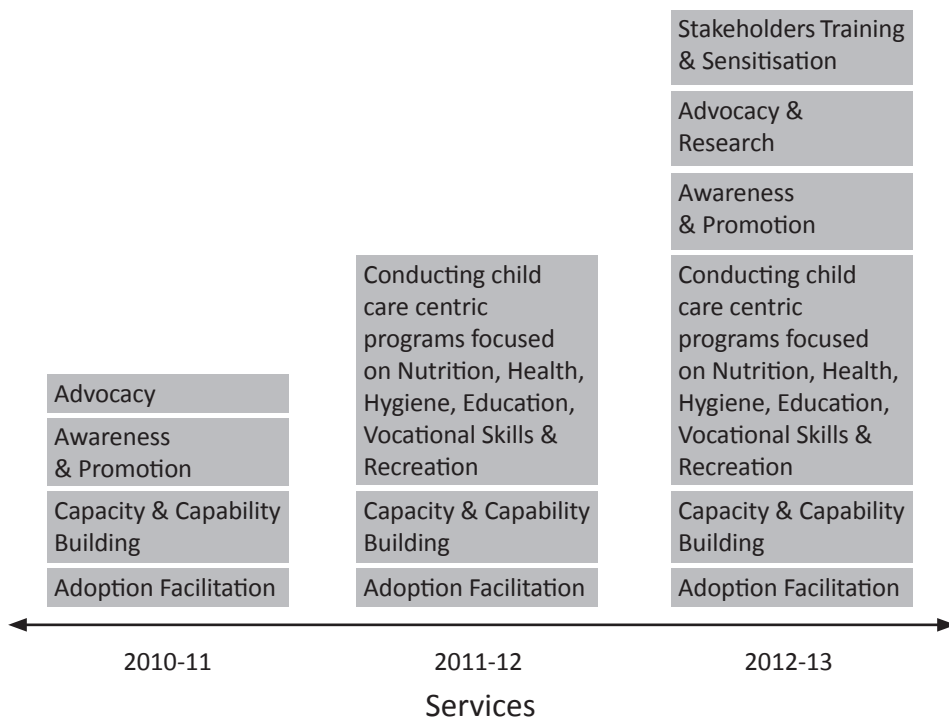 Advocacy
Awareness
& Promotion
Capacity & Capability
Building
Adoption Facilitation
2010-11
Conducting child
care centric
programs focused
on Nutrition, Health,
Hygiene, Education,
Vocational Skills &
Recreation
Capacity & Capability
Building
Adoption Facilitation
2011-12
Stakeholders Training
& Sensitisation
Advocacy &
Research
Awareness
& Promotion
Conducting child
care centric
programs focused
on Nutrition, Health,
Hygiene, Education,
Vocational Skills &
Recreation
Capacity & Capability
Building
Adoption Facilitation
2012-13
Services